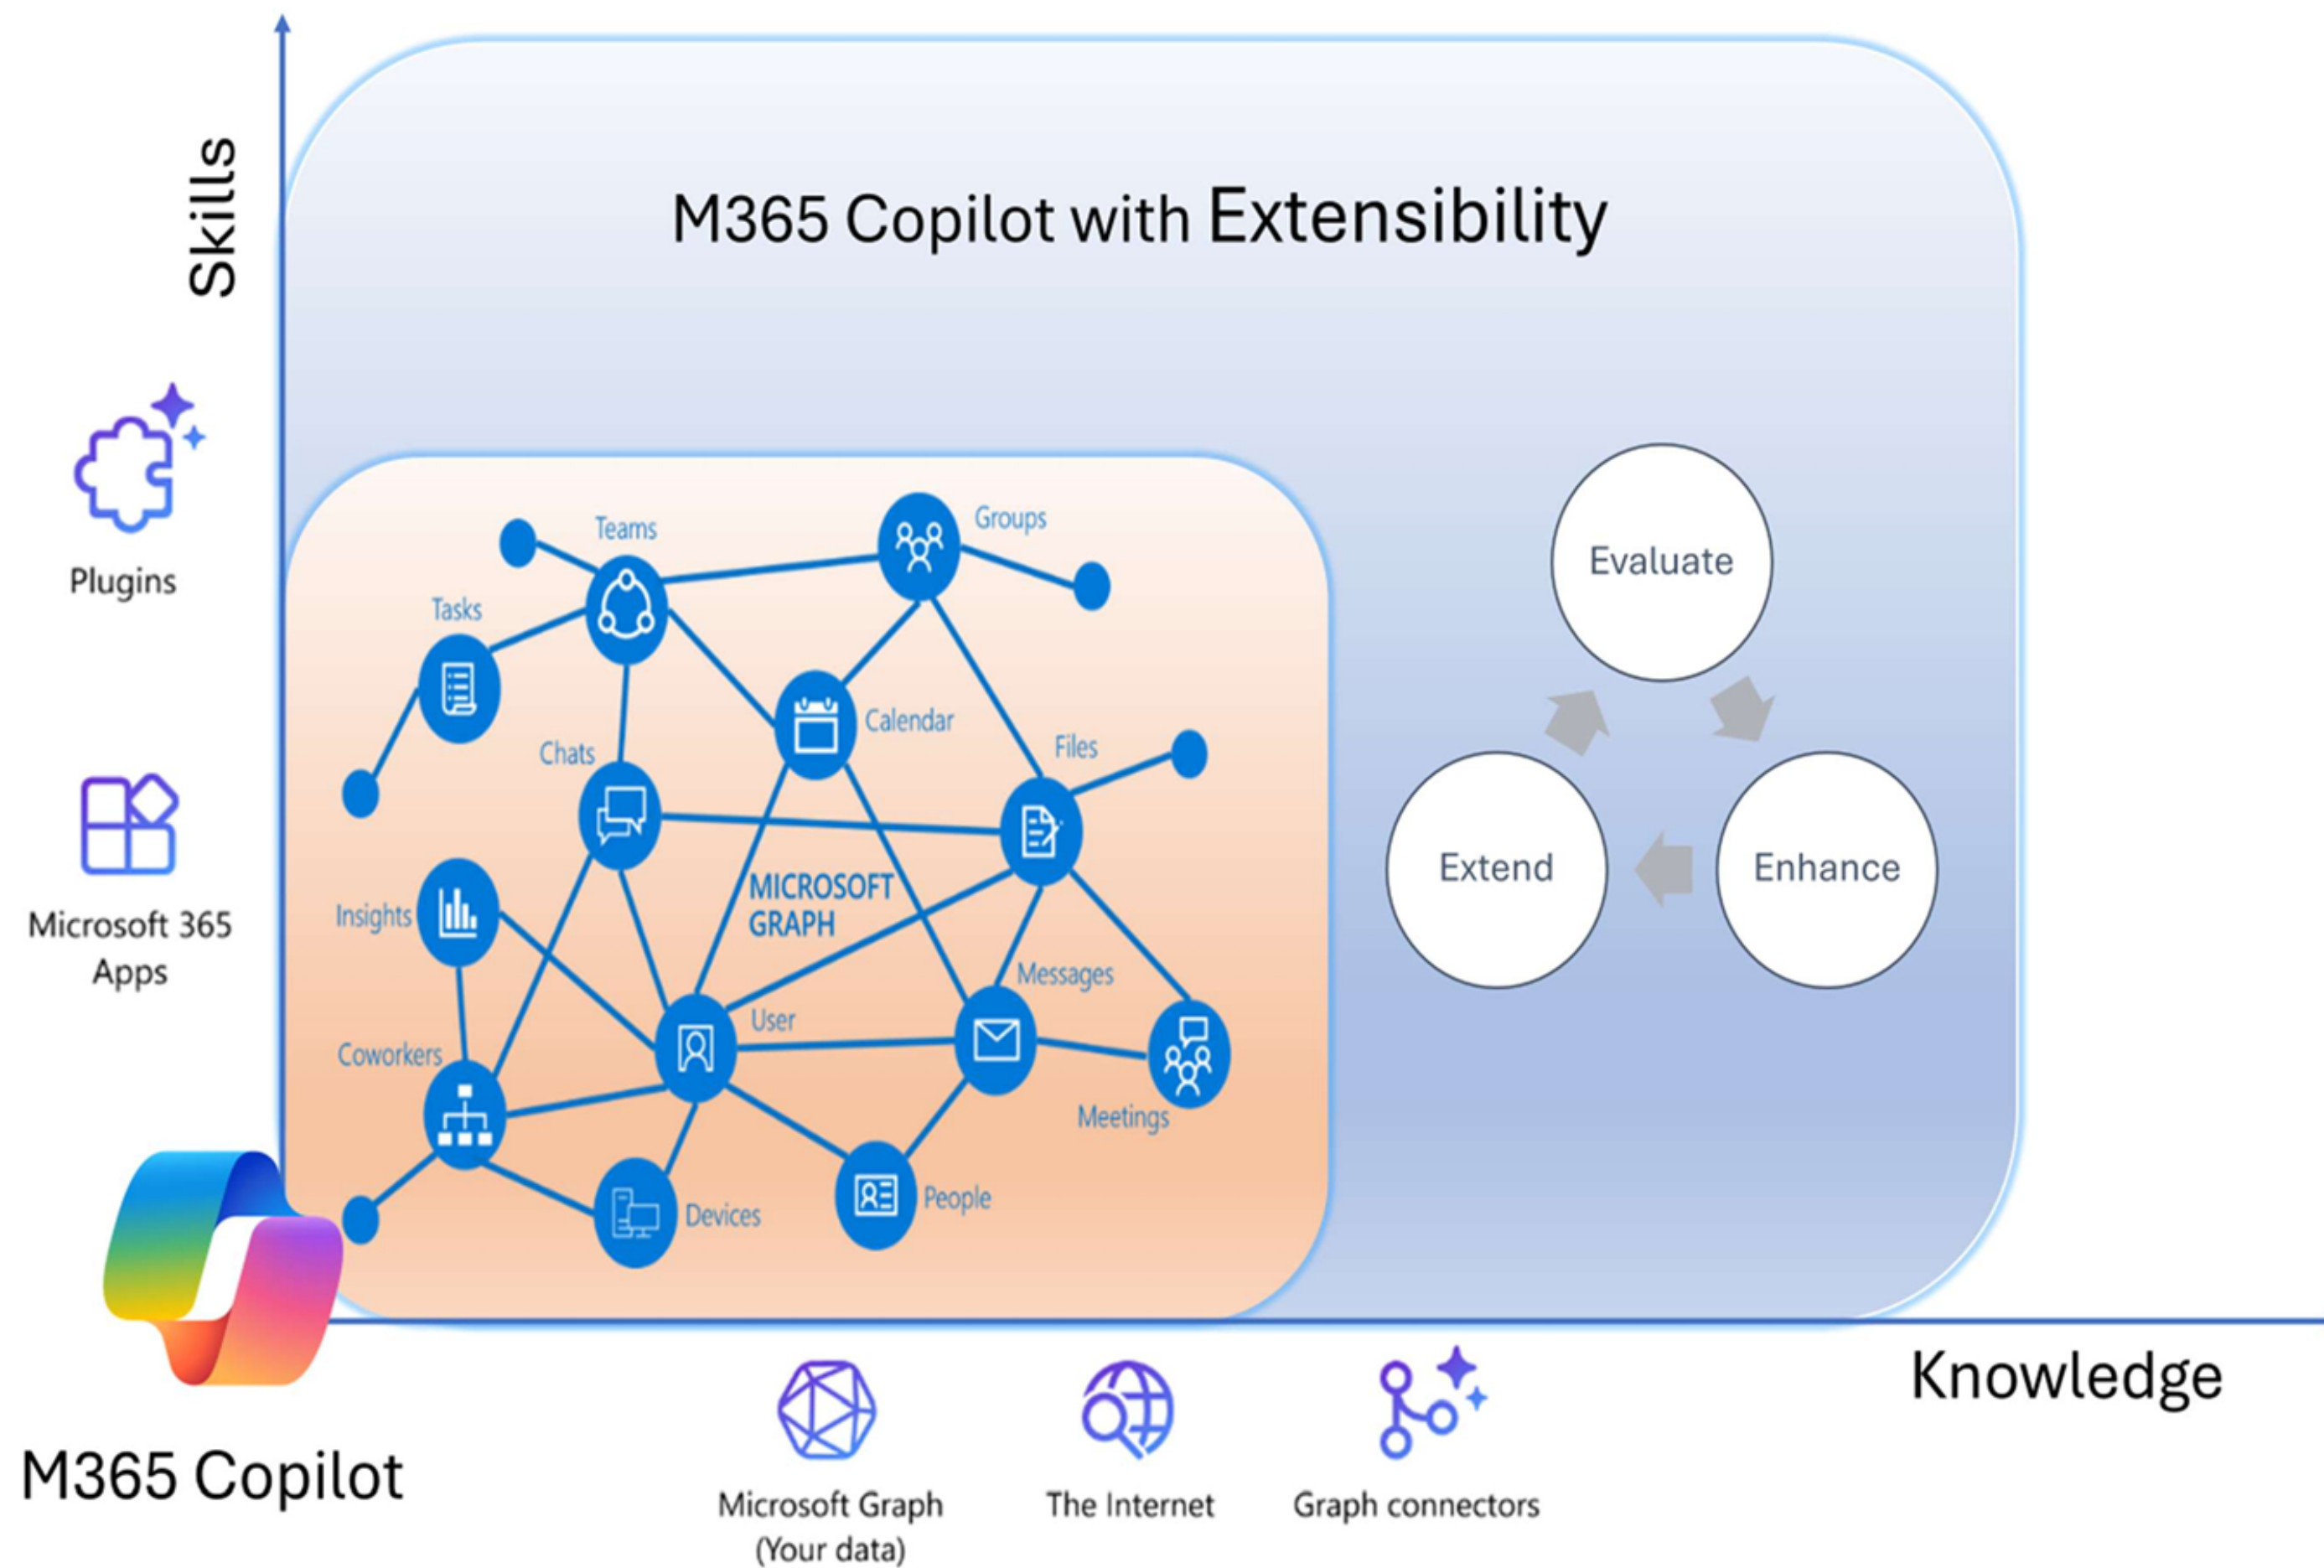 Skills
M365 Copilot with Extensibility
Plugins
Microsoft 365
Apps
Teams
Groups
Tasks
Calendar
Chats
Files
MICROSOFT
GRAPH
Insights
Messages
User
Coworkers
Meetings
People
Devices
Evaluate
Extend
Enhance
Knowledge
M365 Copilot
Microsoft Graph
(Your data)
The Internet
Graph connectors